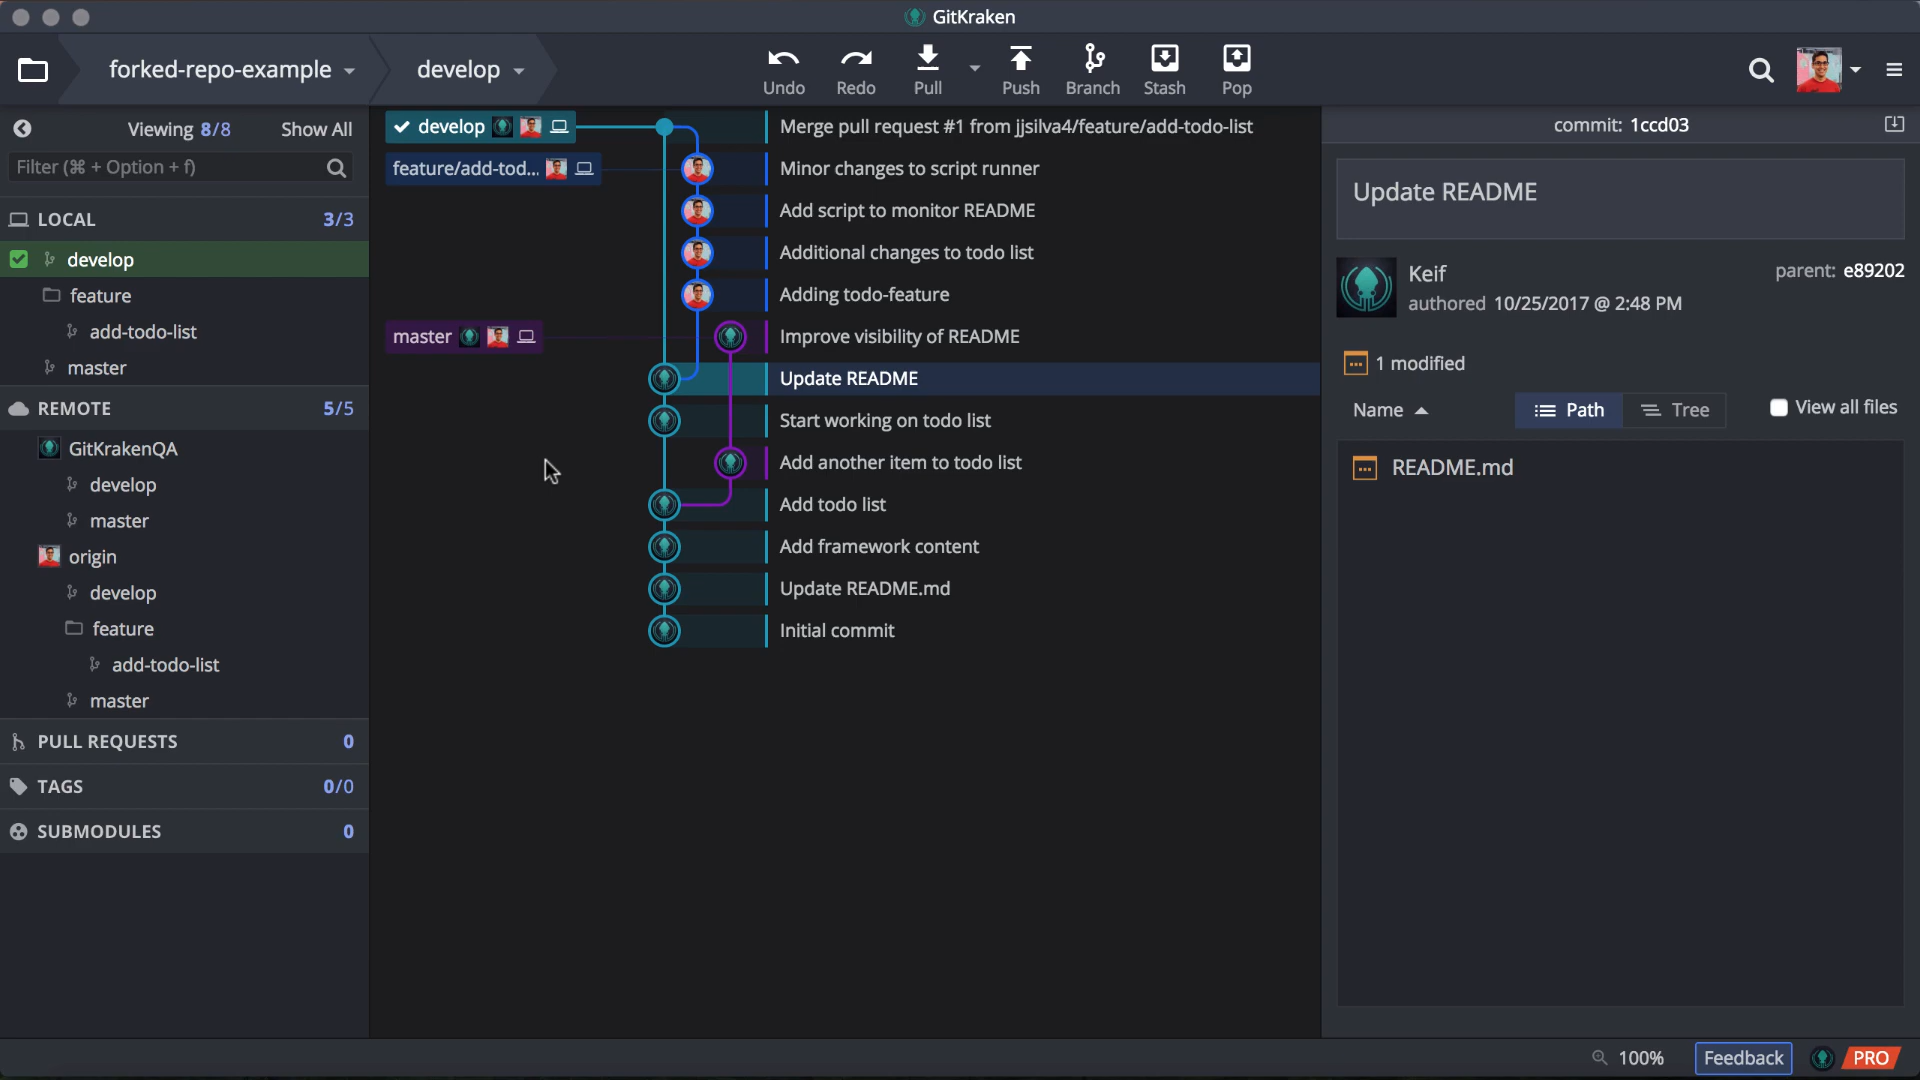 GitKraken
forked-repo-example
develop
Undo
Redo
Pull
Push
Branch
Stash
Pop
Viewing 8/8
Show All
Filter (⌘ + Option + f)
LOCAL 3/3
develop
feature
add-todo-list
master
REMOTE 5/5
GitKrakenQA
develop
master
origin
develop
feature
add-todo-list
master
PULL REQUESTS 0
TAGS 0/0
SUBMODULES 0
develop
Merge pull request #1 from jjsilva4/feature/add-todo-list
feature/add-tod...
Minor changes to script runner
Add script to monitor README
Additional changes to todo list
Adding todo-feature
master
Improve visibility of README
Update README
Start working on todo list
Add another item to todo list
Add todo list
Add framework content
Update README.md
Initial commit
commit: 1ccd03
Update README
Keif
parent: e89202
authored 10/25/2017 @ 2:48 PM
1 modified
Name
Path
Tree
View all files
README.md
100%
Feedback
PRO